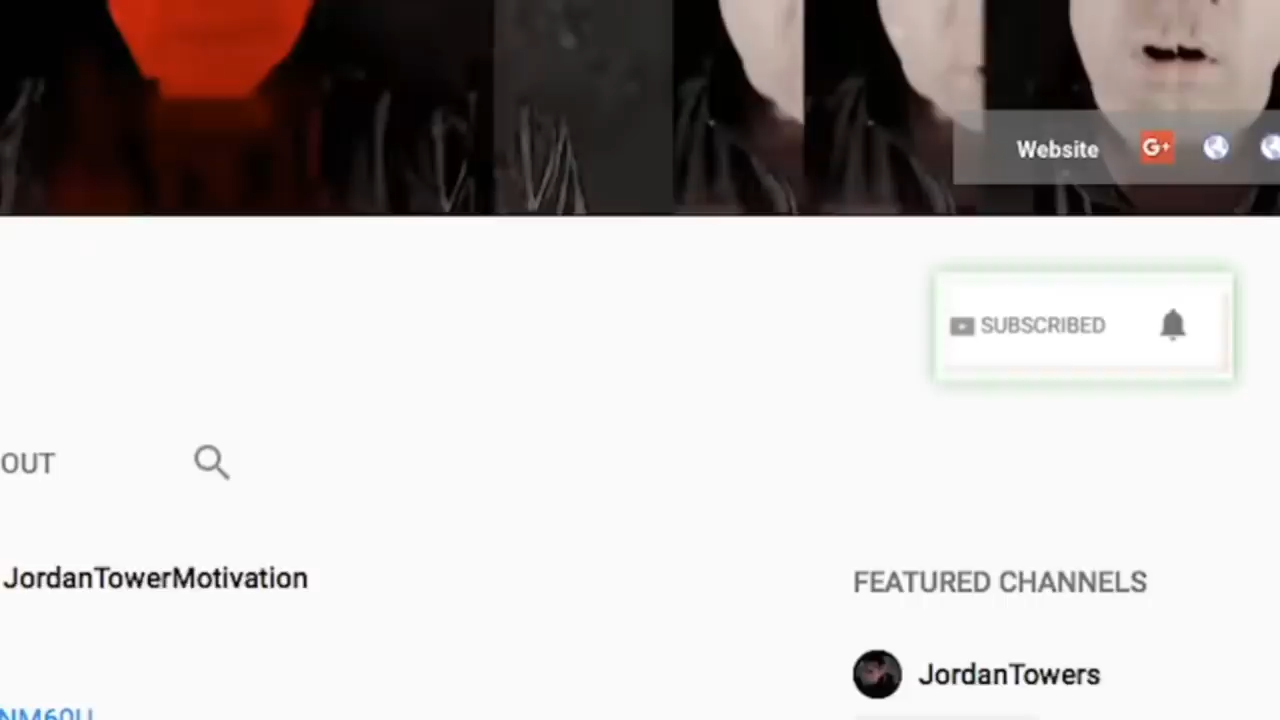 Website G+
SUBSCRIBED
OUT
JordanTowerMotivation
FEATURED CHANNELS
JordanTowers